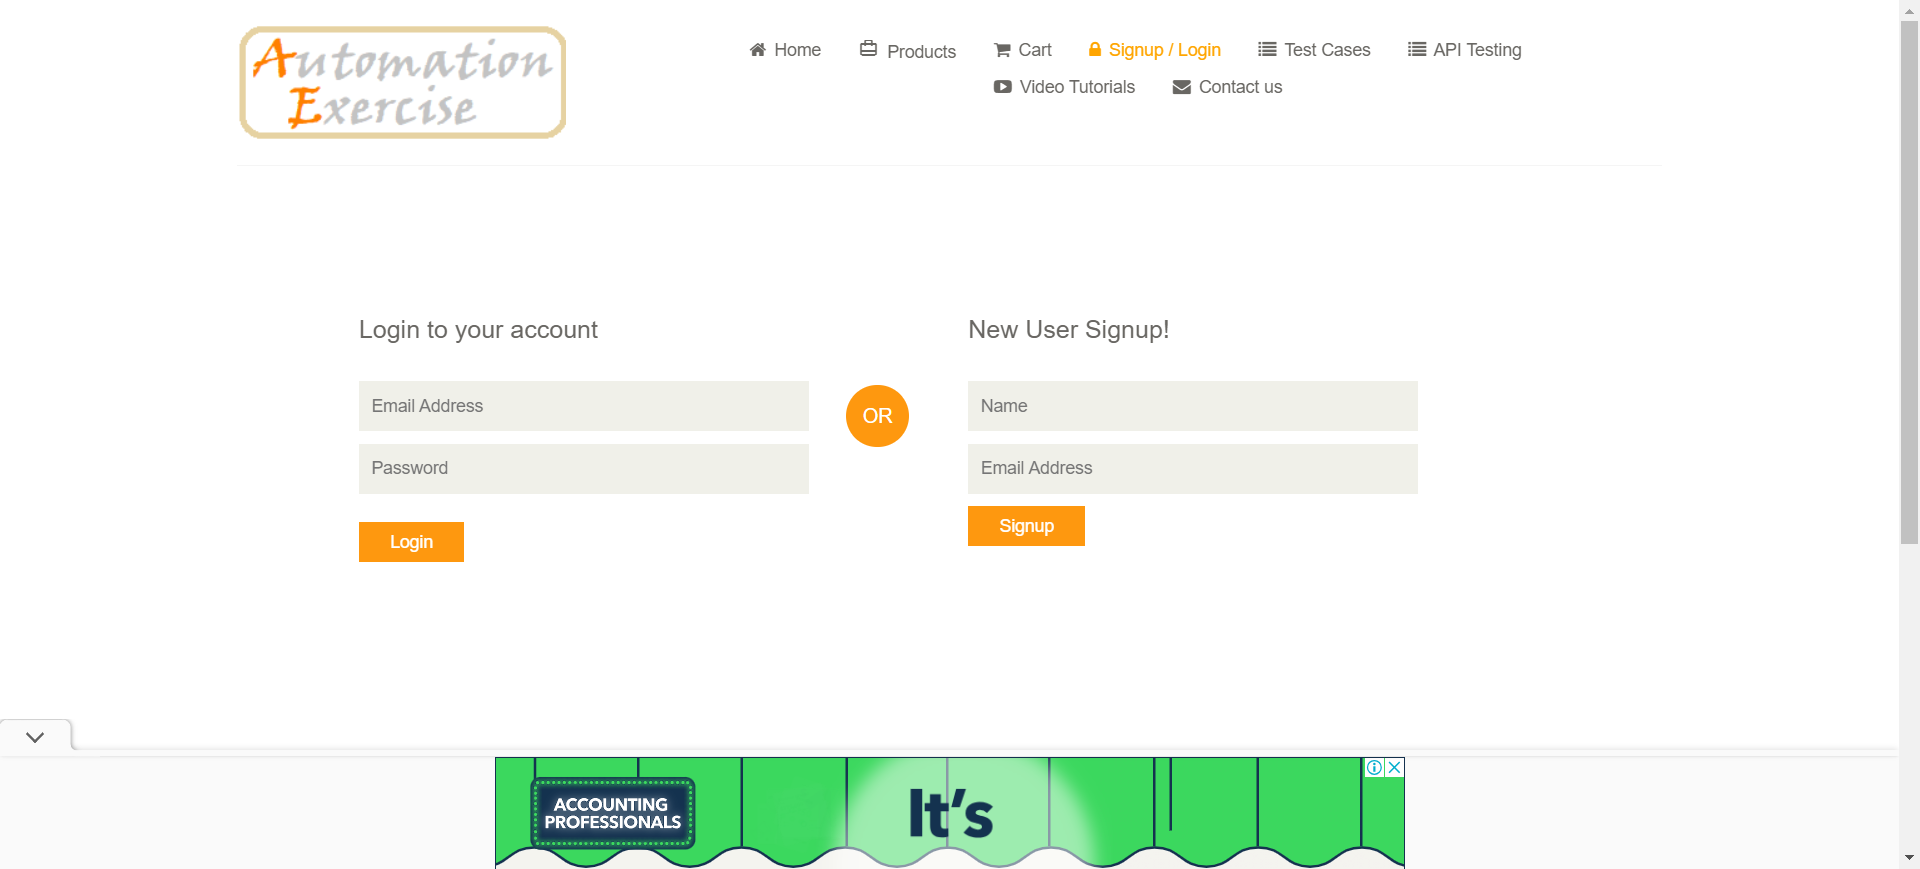 Automation
Exercise
Home Products Cart Signup / Login Test Cases API Testing
Video Tutorials Contact us
Login to your account
Email Address
Password
Login
OR
New User Signup!
Name
Email Address
Signup
ACCOUNTING
PROFESSIONALS
It's